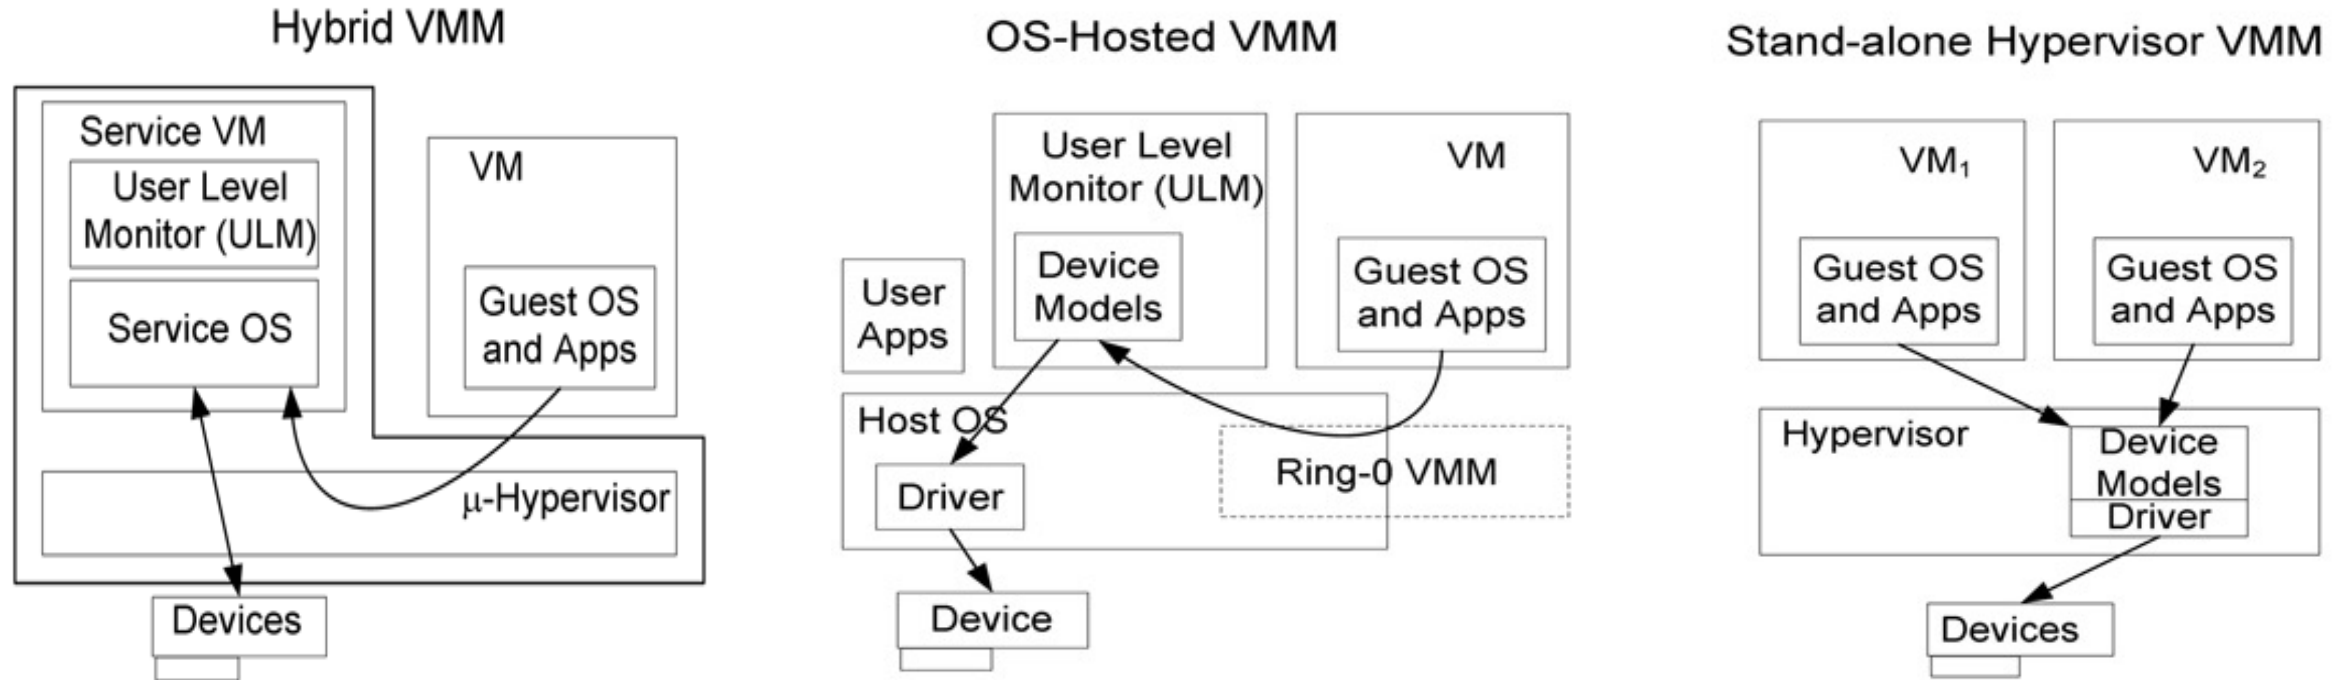 Hybrid VMM
Service VM
User Level
Monitor (ULM)
Service OS
VM
Guest OS
and Apps
μ-Hypervisor
Devices
OS-Hosted VMM
User Level
Monitor (ULM)
Device
Models
VM
Guest OS
and Apps
User
Apps
Host OS
Ring-0 VMM
Driver
Device
Stand-alone Hypervisor VMM
VM₁
Guest OS
and Apps
VM₂
Guest OS
and Apps
Hypervisor
Device
Models
Driver
Devices